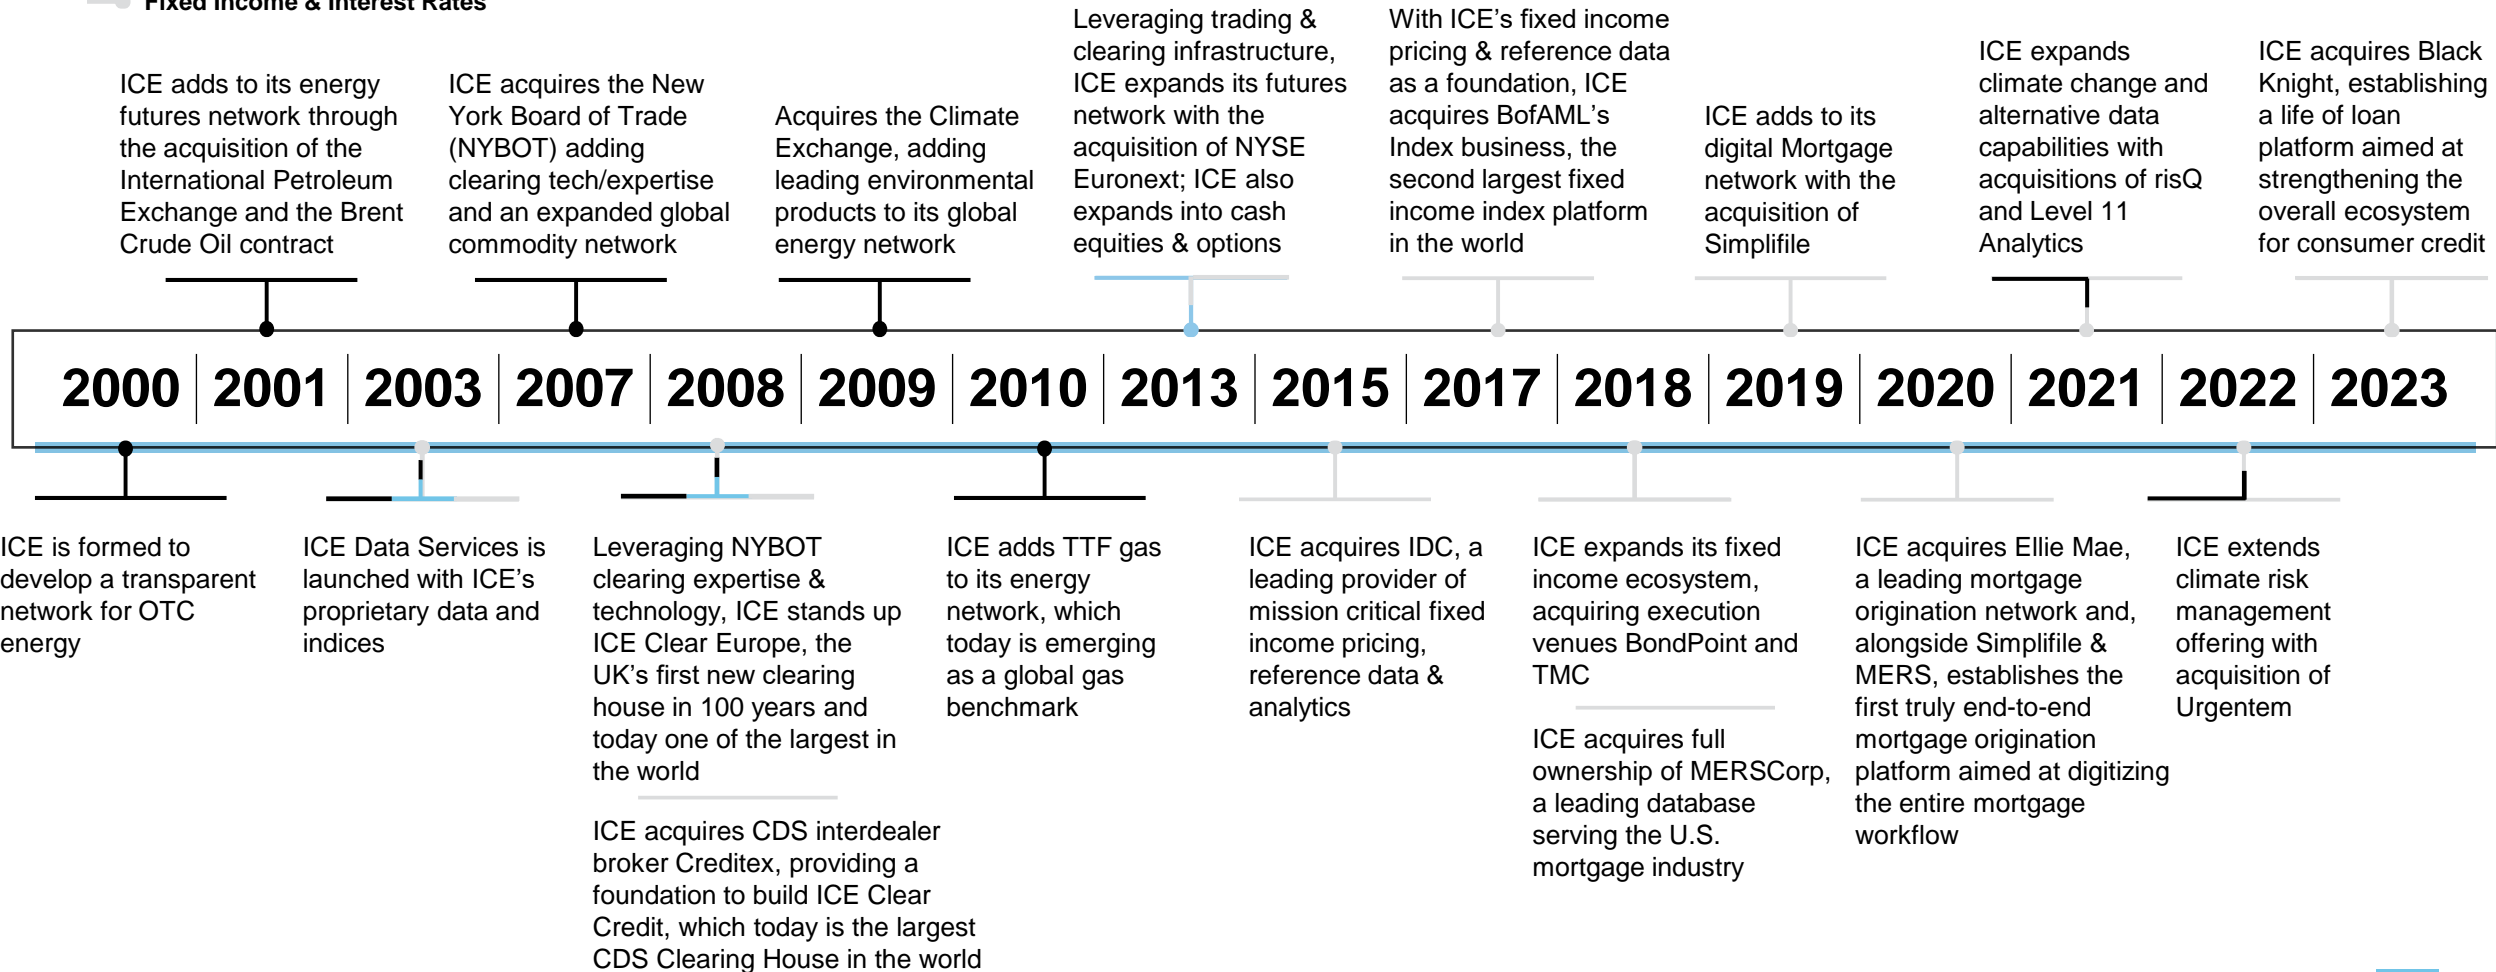 Fixed Income & Interest Rates
ICE adds to its energy
futures network through
the acquisition of the
International Petroleum
Exchange and the Brent
Crude Oil contract
ICE acquires the New
York Board of Trade
(NYBOT) adding
clearing tech/expertise
and an expanded global
commodity network
Acquires the Climate
Exchange, adding
leading environmental
products to its global
energy network
Leveraging trading &
clearing infrastructure,
ICE expands its futures
network with the
acquisition of NYSE
Euronext; ICE also
expands into cash
equities & options
With ICE’s fixed income
pricing & reference data
as a foundation, ICE
acquires BofAML’s
Index business, the
second largest fixed
income index platform
in the world
ICE adds to its
digital Mortgage
network with the
acquisition of
Simplifile
ICE expands
climate change and
alternative data
capabilities with
acquisitions of risQ
and Level 11
Analytics
ICE acquires Black
Knight, establishing
a life of loan
platform aimed at
strengthening the
overall ecosystem
for consumer credit
2000 2001 2003 2007 2008 2009 2010 2013 2015 2017 2018 2019 2020 2021 2022 2023
ICE is formed to
develop a transparent
network for OTC
energy
ICE Data Services is
launched with ICE’s
proprietary data and
indices
Leveraging NYBOT
clearing expertise &
technology, ICE stands up
ICE Clear Europe, the
UK’s first new clearing
house in 100 years and
today one of the largest in
the world
ICE acquires CDS interdealer
broker Creditex, providing a
foundation to build ICE Clear
Credit, which today is the largest
CDS Clearing House in the world
ICE adds TTF gas
to its energy
network, which
today is emerging
as a global gas
benchmark
ICE acquires IDC, a
leading provider of
mission critical fixed
income pricing,
reference data &
analytics
ICE expands its fixed
income ecosystem,
acquiring execution
venues BondPoint and
TMC
ICE acquires full
ownership of MERSCorp,
a leading database
serving the U.S.
mortgage industry
ICE acquires Ellie Mae,
a leading mortgage
origination network and,
alongside Simplifile &
MERS, establishes the
first truly end-to-end
mortgage origination
platform aimed at digitizing
the entire mortgage
workflow
ICE extends
climate risk
management
offering with
acquisition of
Urgentem